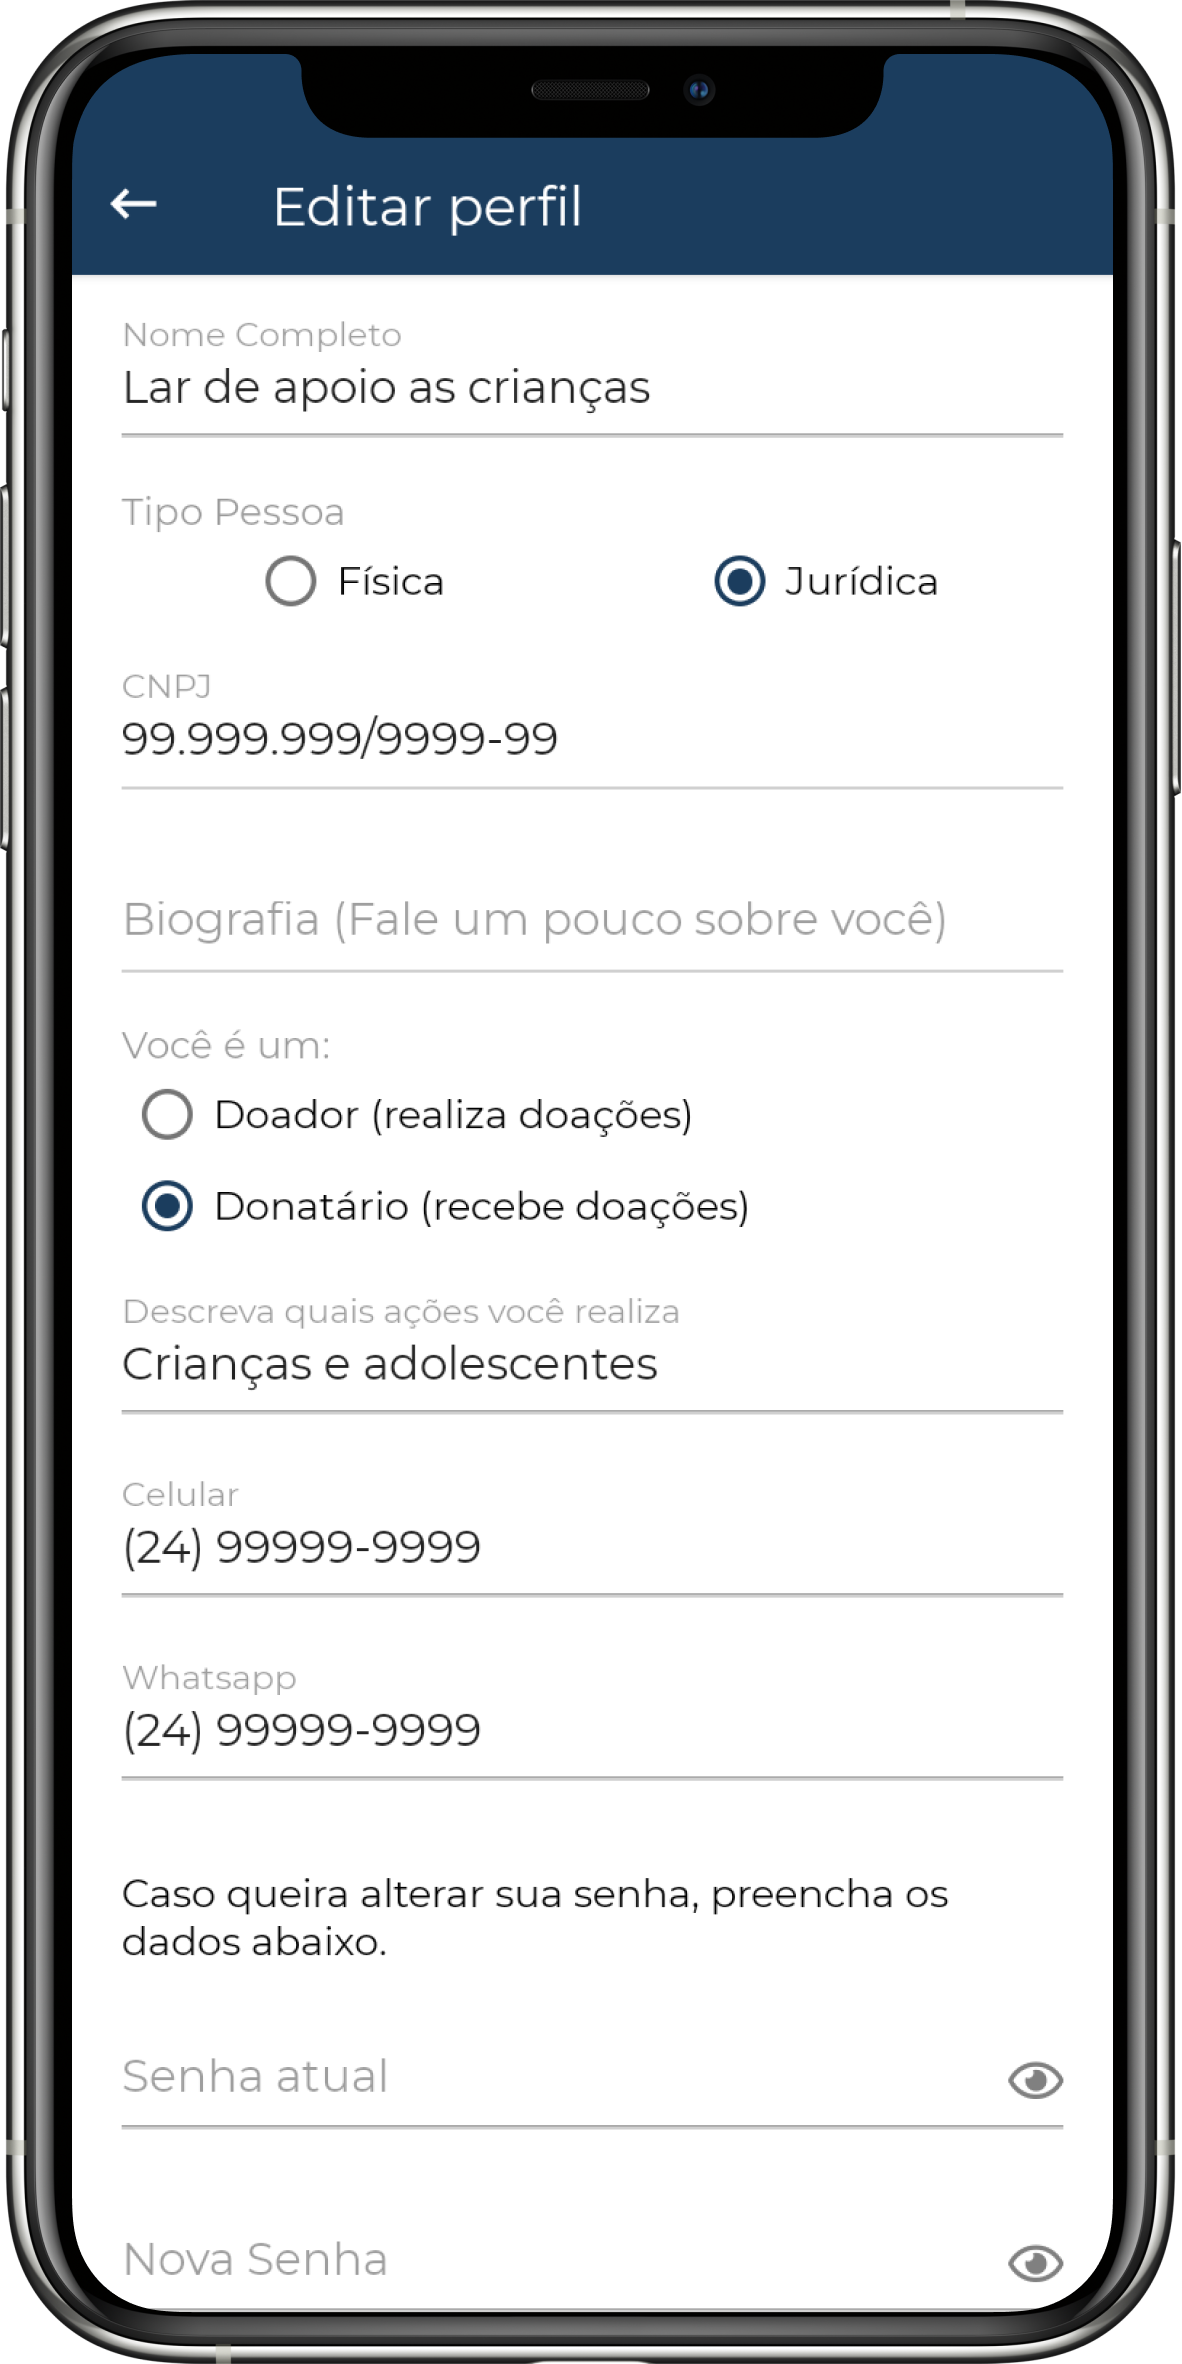 Editar perfil
Nome Completo
Lar de apoio as crianças
Tipo Pessoa
Física
Jurídica
CNPJ
99.999.999/9999-99
Biografia (Fale um pouco sobre você)
Você é um:
Doador (realiza doações)
Donatário (recebe doações)
Descreva quais ações você realiza
Crianças e adolescentes
Celular
(24) 99999-9999
Whatsapp
(24) 99999-9999
Caso queira alterar sua senha, preencha os
dados abaixo.
Senha atual
Nova Senha